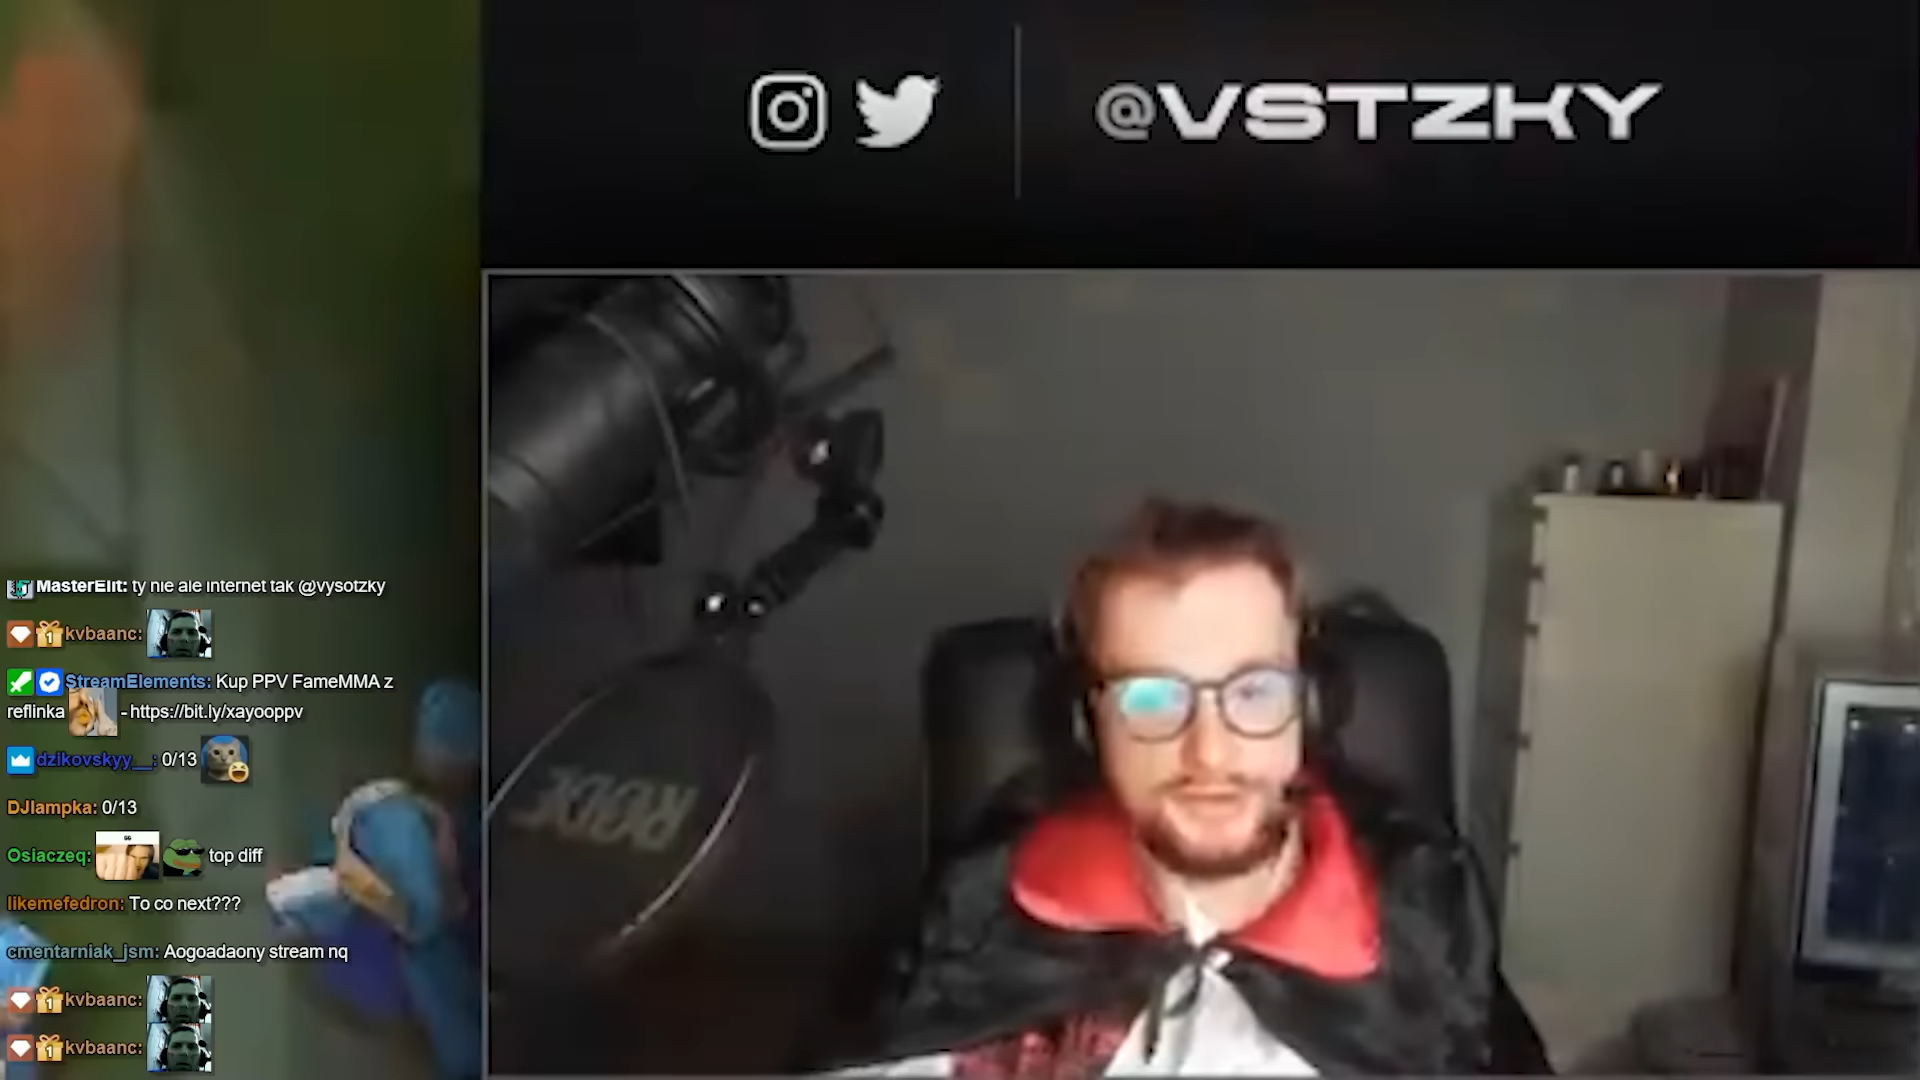 @VSTZKY
MasterElit: ty nie ale internet tak @vysotzky
kvbaanc:
StreamElements: Kup PPV FameMMA z
reflinka - https://bit.ly/xayooppv
dzikovskyy__: 0/13
DJlampka: 0/13
Osiaczeq: top diff
likemefedron: To co next???
cmentarniak_jsm: Aogoadaony stream nq
kvbaanc:
kvbaanc:
RODE